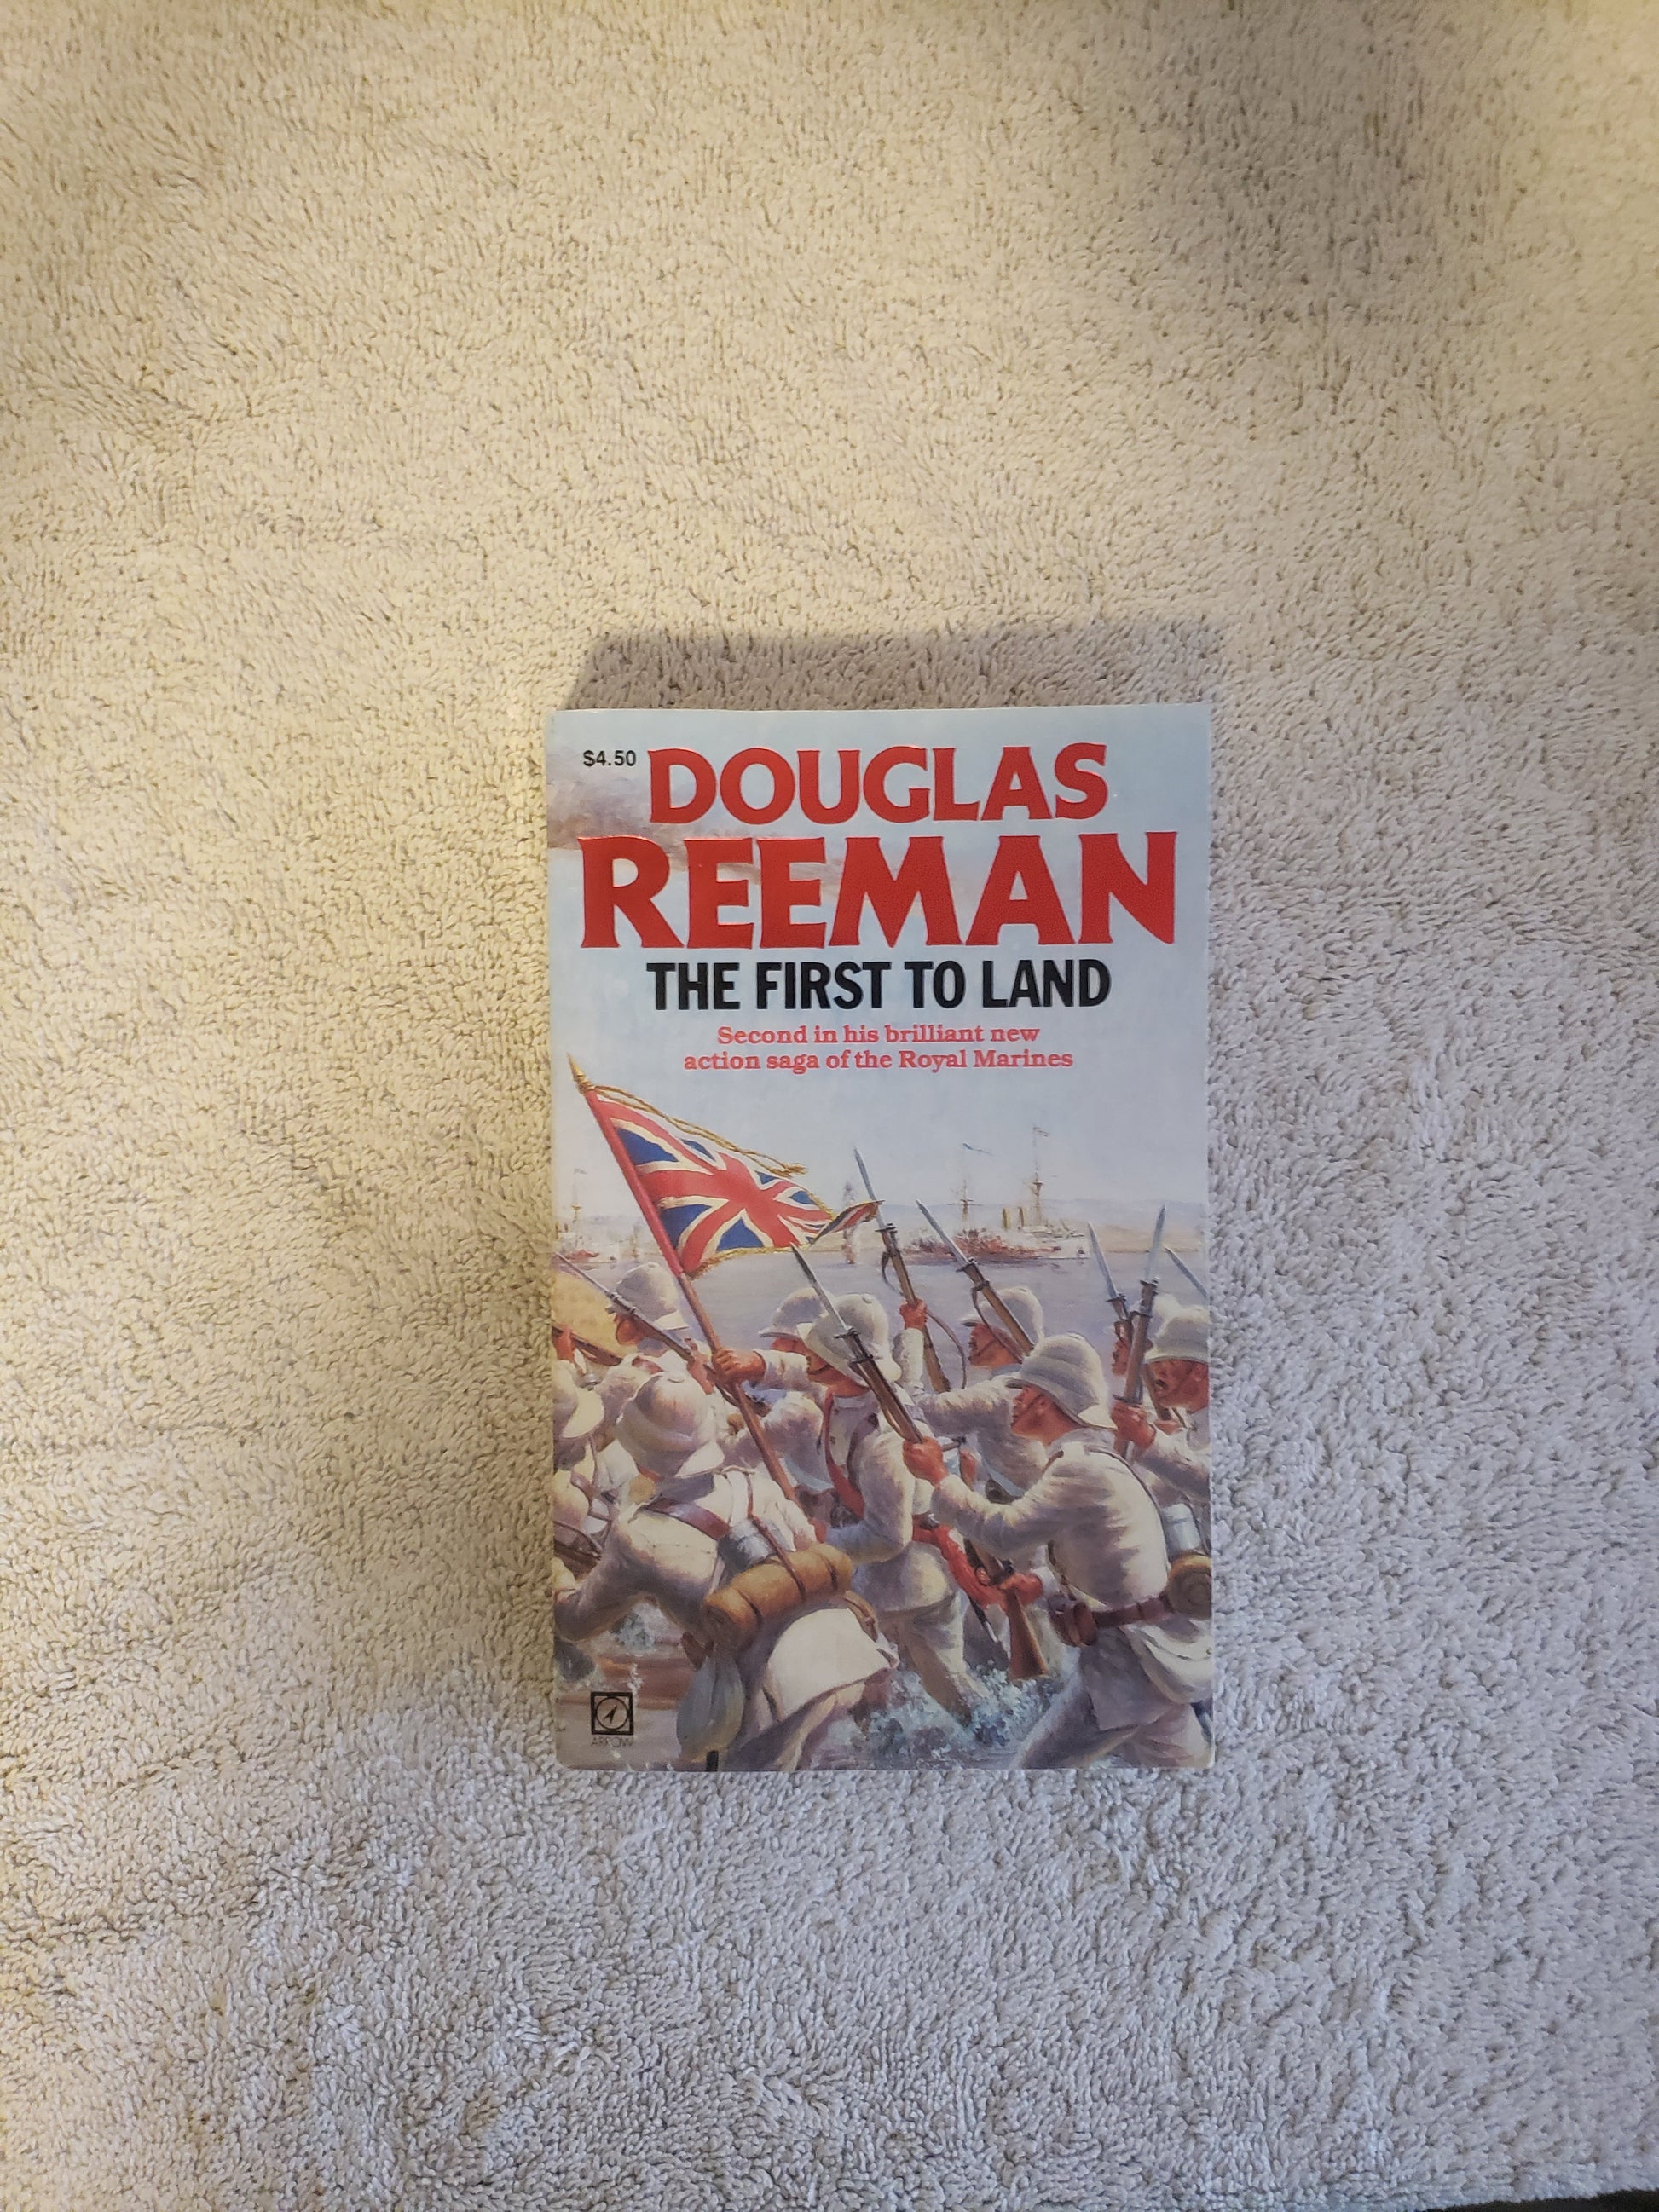 $4.50
DOUGLAS
REEMAN
THE FIRST TO LAND
Second in his brilliant new
action saga of the Royal Marines
ARROW